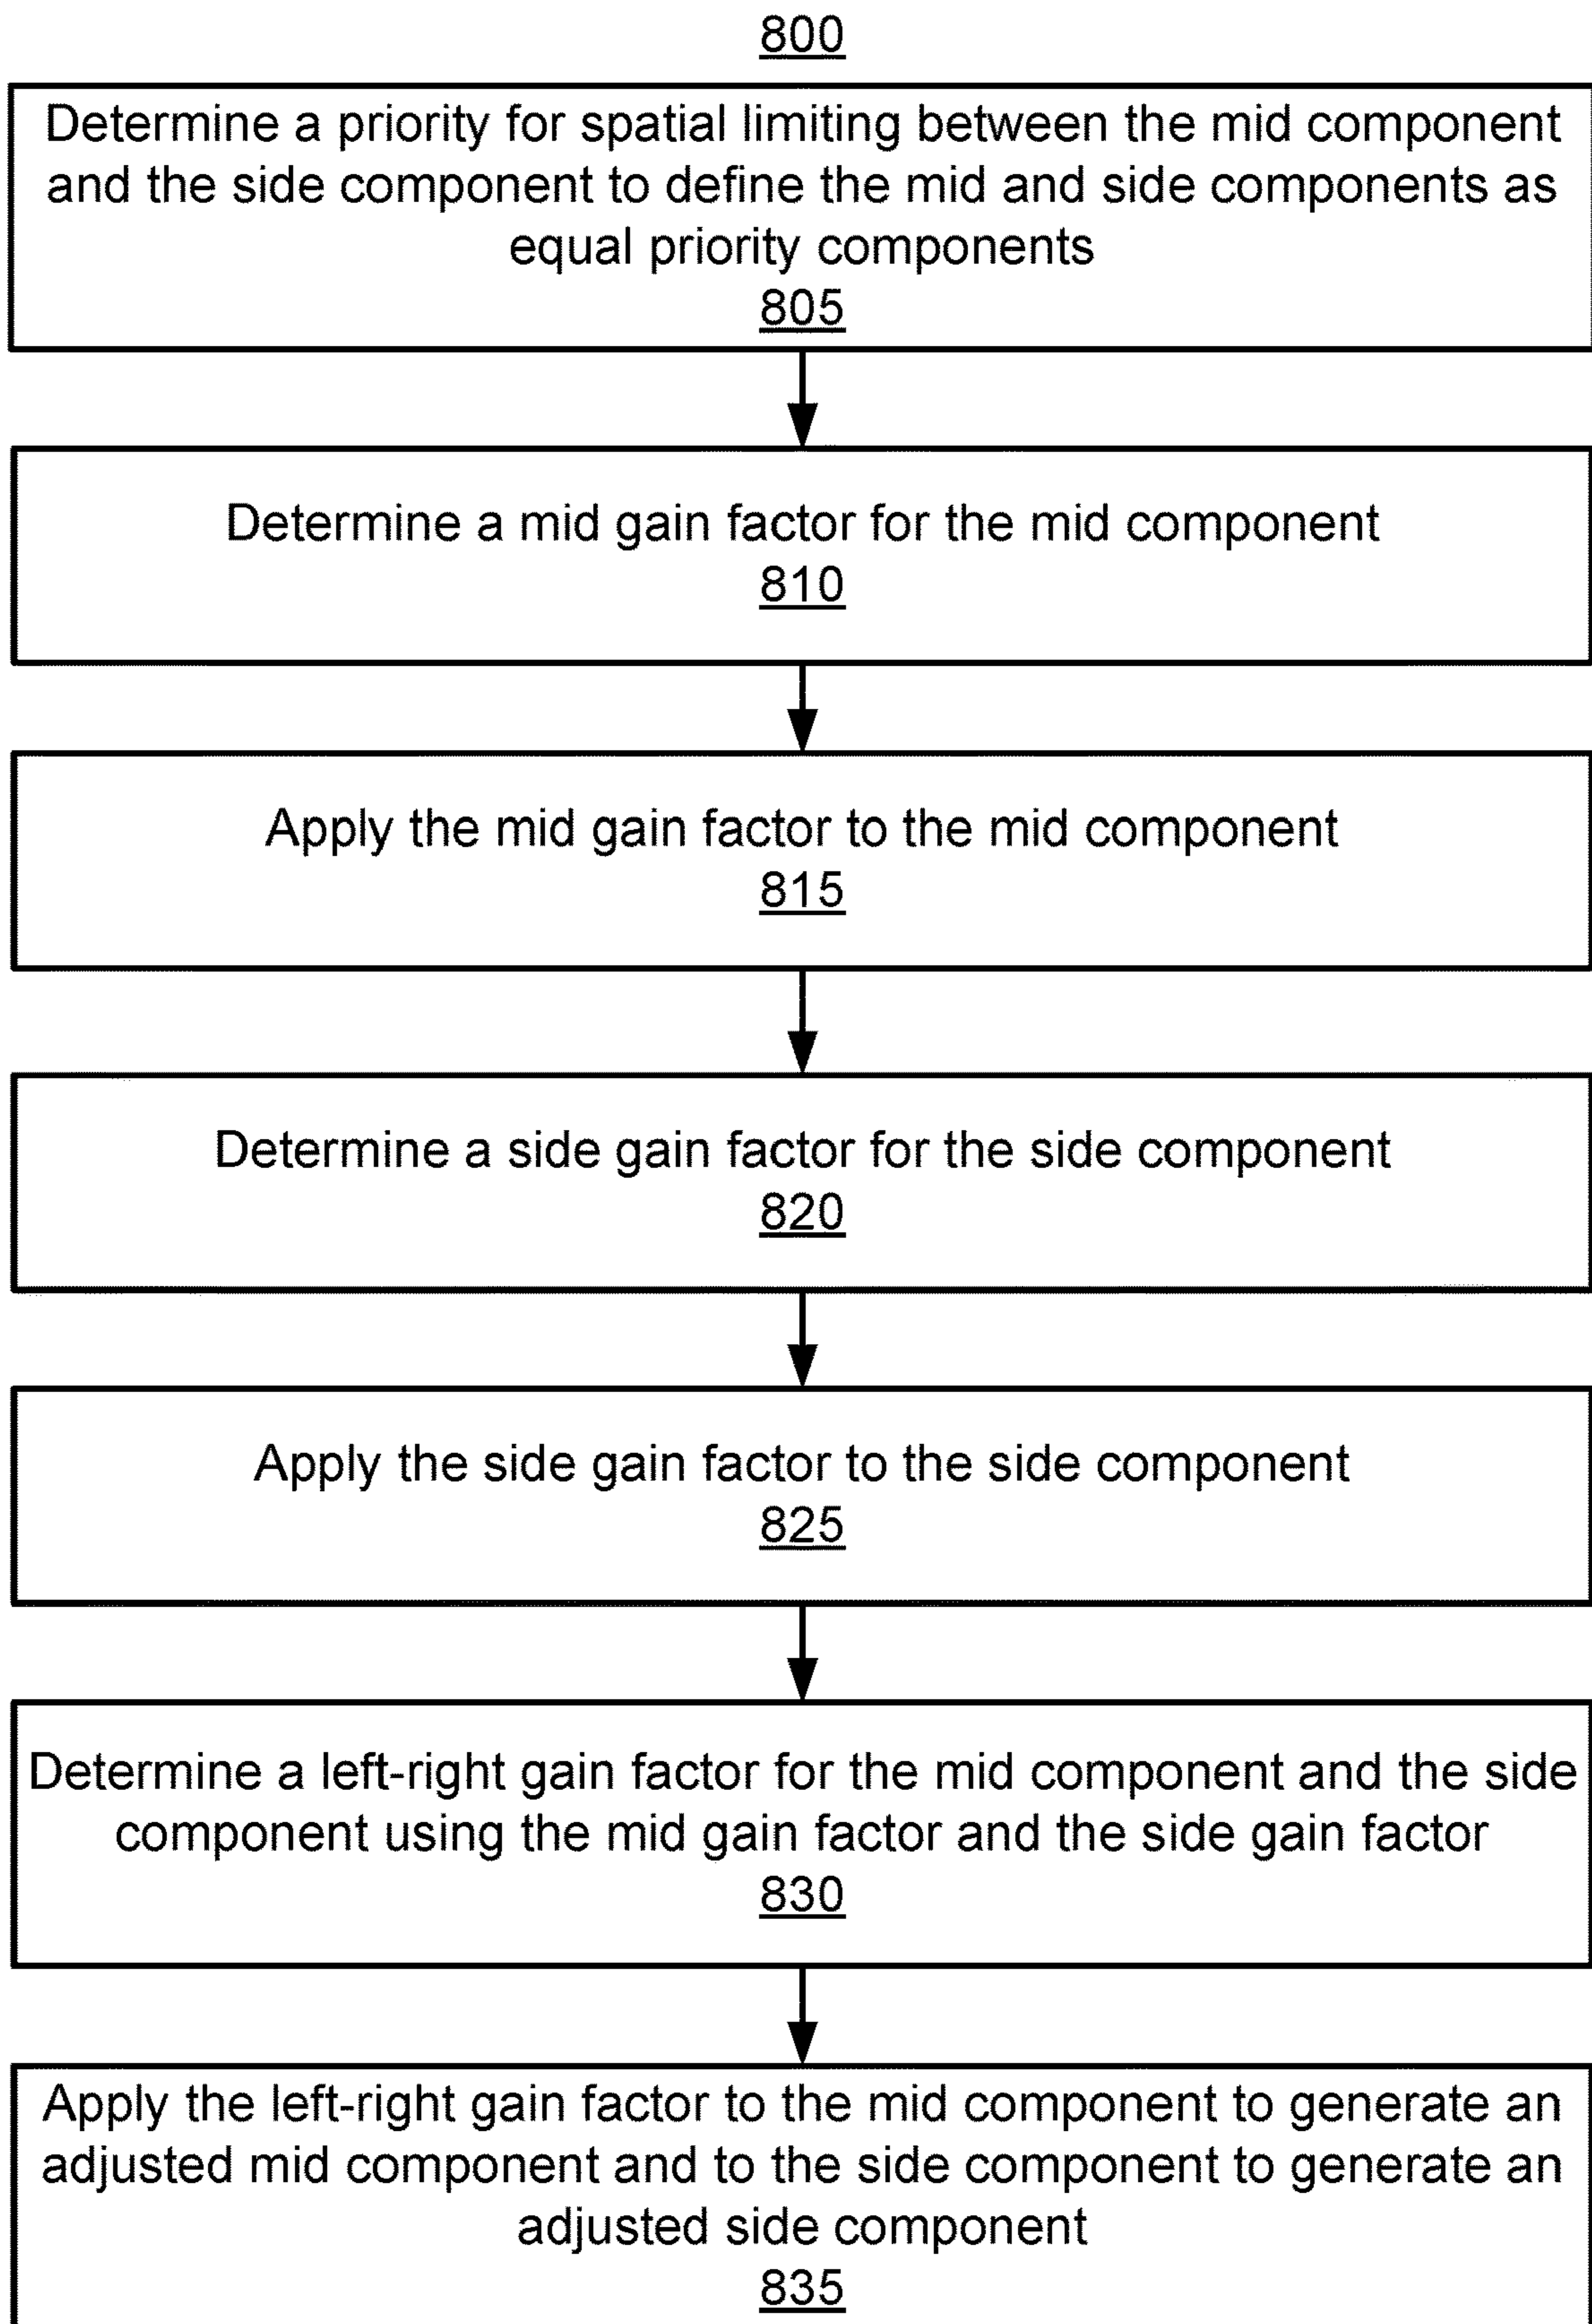 800
Determine a priority for spatial limiting between the mid component
and the side component to define the mid and side components as
equal priority components
805
Determine a mid gain factor for the mid component
810
Apply the mid gain factor to the mid component
815
Determine a side gain factor for the side component
820
Apply the side gain factor to the side component
825
Determine a left-right gain factor for the mid component and the side
component using the mid gain factor and the side gain factor
830
Apply the left-right gain factor to the mid component to generate an
adjusted mid component and to the side component to generate an
adjusted side component
835